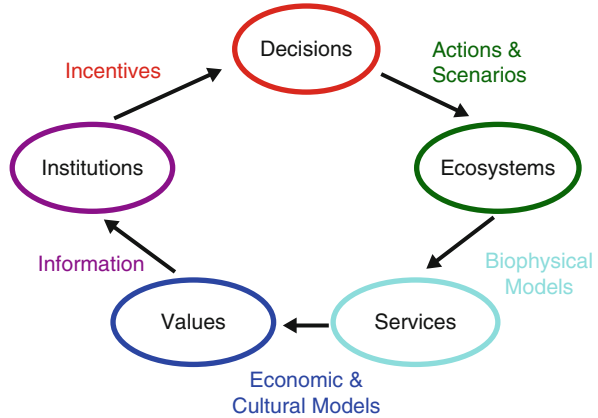 Decisions
Incentives
Actions &
Scenarios
Institutions
Ecosystems
Information
Biophysical
Models
Values
Services
Economic &
Cultural Models